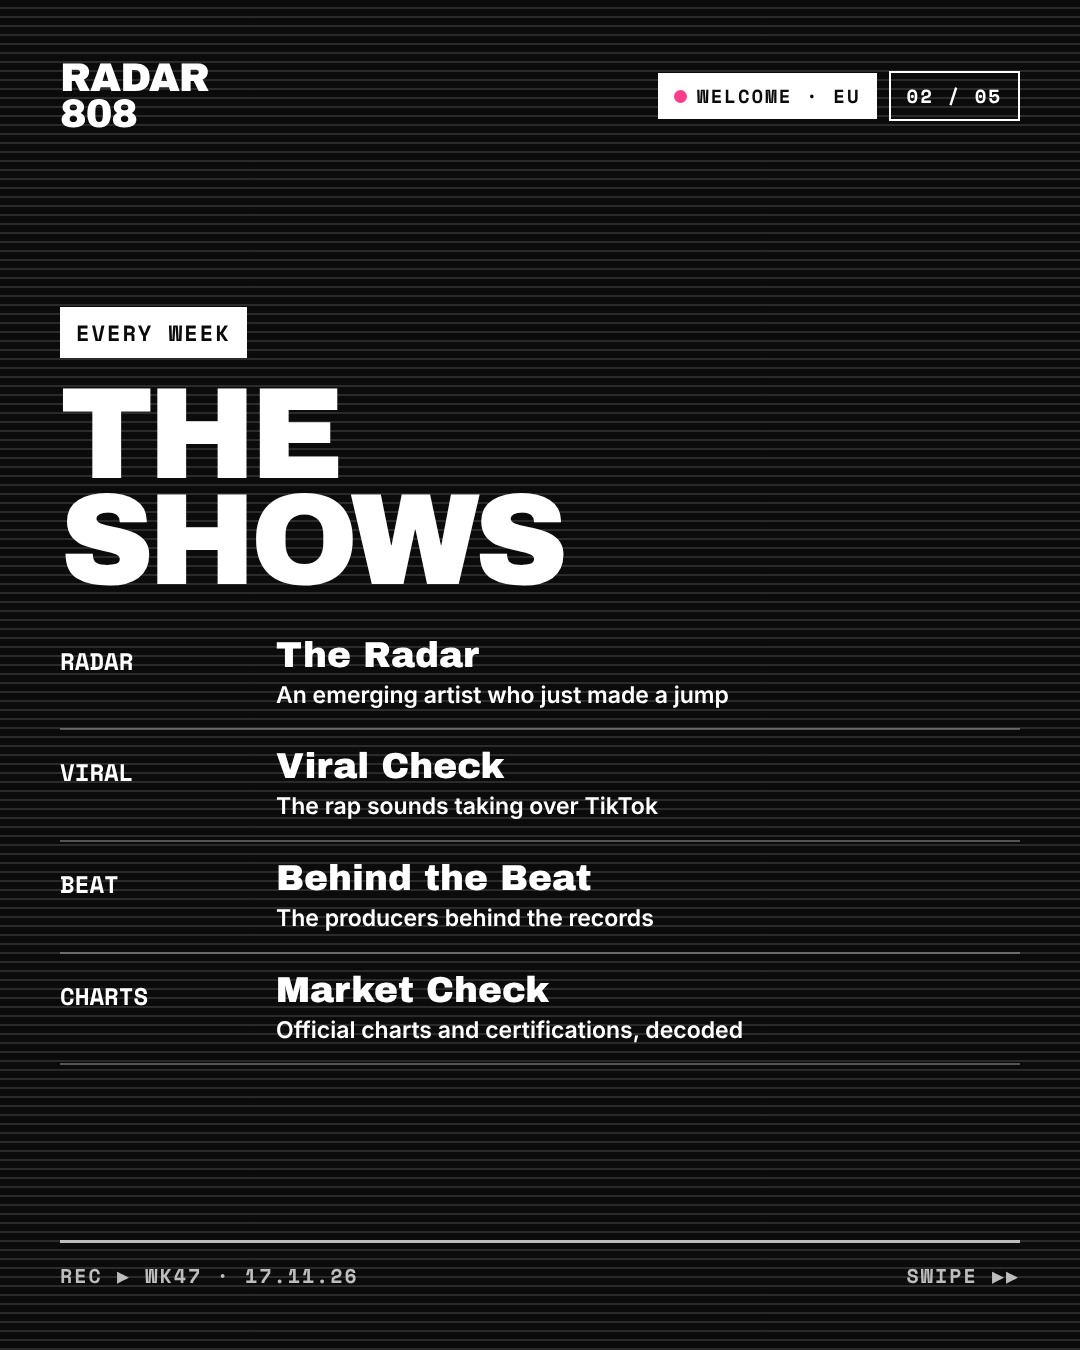 RADAR
808
WELCOME · EU
02 / 05
EVERY WEEK
THE
SHOWS
RADAR
The Radar
An emerging artist who just made a jump
VIRAL
Viral Check
The rap sounds taking over TikTok
BEAT
Behind the Beat
The producers behind the records
CHARTS
Market Check
Official charts and certifications, decoded
REC ▶ WK47 · 17.11.26
SWIPE ▶▶